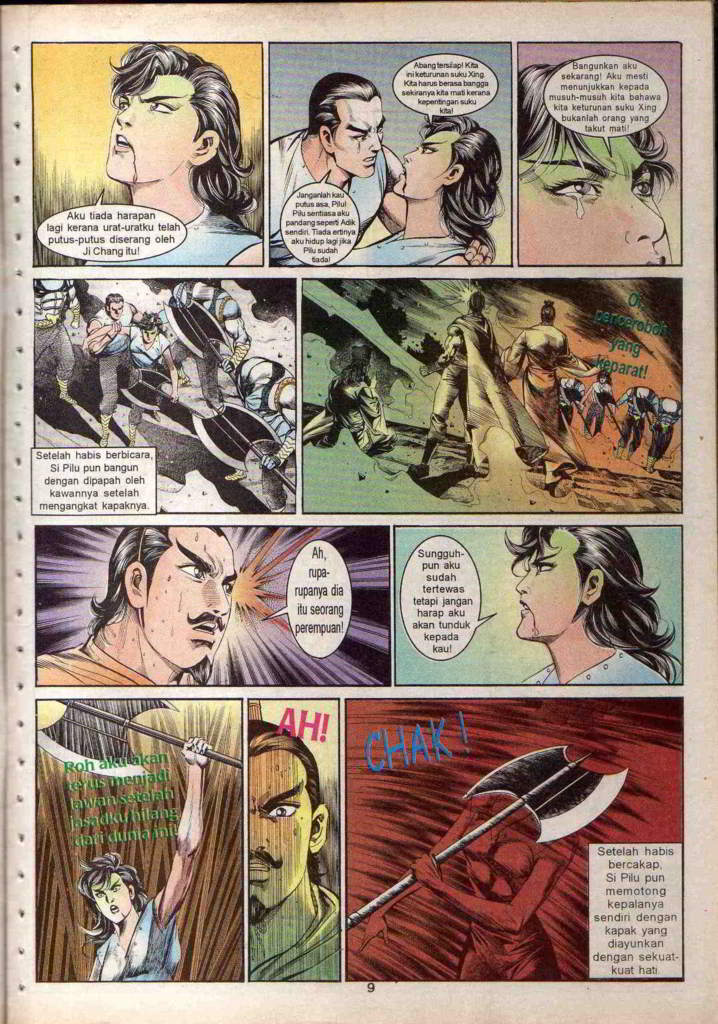 Aku tiada harapan
lagi kerana urat-uratku telah
putus-putus diserang oleh
Ji Chang itu!
Abang tersilap! Kita
ini keturunan suku Xing.
Kita harus berasa bangga
sekiranya kita mati kerana
kepentingan suku
kita!
Janganlah kau
putus asa, Pilu!
Pilu sentiasa aku
pandang seperti Adik
sendiri. Tiada ertinya
aku hidup lagi jika
Pilu sudah
tiada!
Bangunkan aku
sekarang! Aku mesti
menunjukkan kepada
musuh-musuh kita bahawa
kita keturunan suku Xing
bukanlah orang yang
takut mati!
Setelah habis berbicara,
Si Pilu pun bangun
dengan dipapah oleh
kawannya setelah
mengangkat kapaknya.
Oi,
penceroboh
yang
keparat!
Ah,
rupa-
rupanya dia
itu seorang
perempuan!
Sungguh-
pun aku
sudah
tertewas
tetapi jangan
harap aku
akan tunduk
kepada
kau!
Roh aku akan
terus menjadi
lawan setelah
jasadku hilang
dari dunia ini!
AH!
CHAK !
Setelah habis
bercakap,
Si Pilu pun
memotong
kepalanya
sendiri dengan
kapak yang
diayunkan
dengan sekuat-
kuat hati.
9